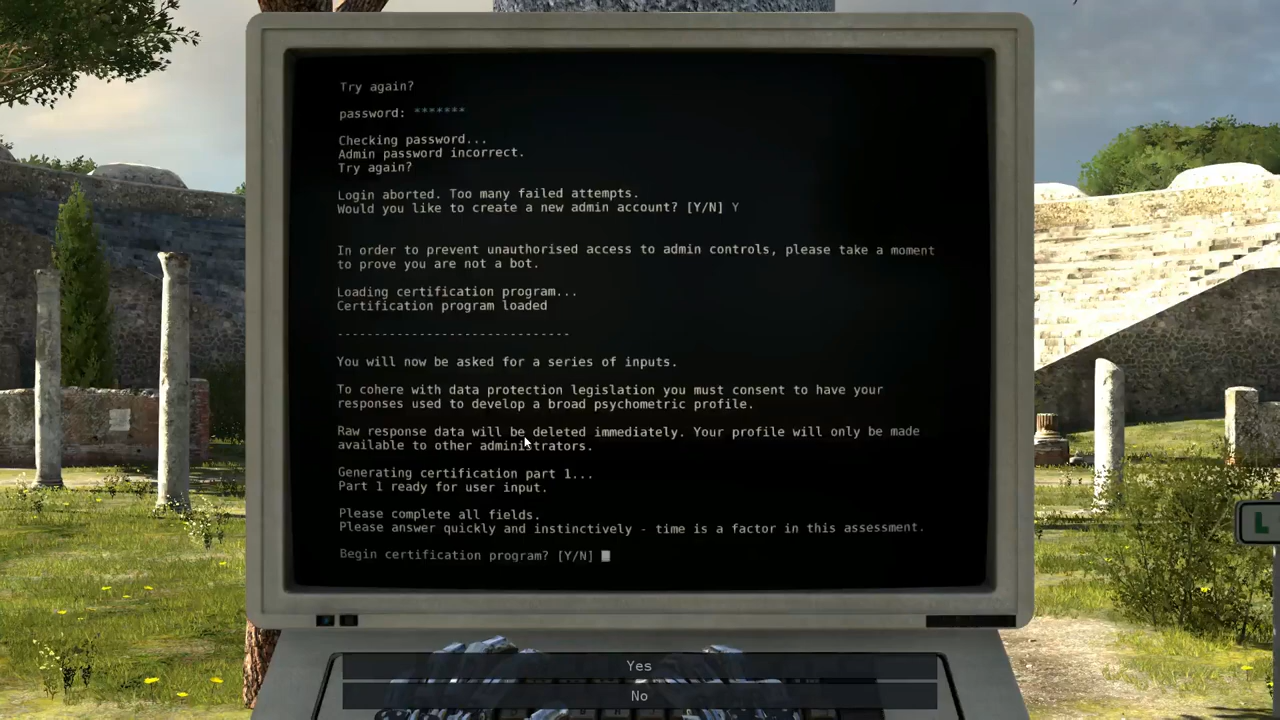 Try again?
password: *******
Checking password...
Admin password incorrect.
Try again?
Login aborted. Too many failed attempts.
Would you like to create a new admin account? [Y/N] Y
In order to prevent unauthorised access to admin controls, please take a moment
to prove you are not a bot.
Loading certification program...
Certification program loaded
----------------------------
You will now be asked for a series of inputs.
To cohere with data protection legislation you must consent to have your
responses used to develop a broad psychometric profile.
Raw response data will be deleted immediately. Your profile will only be made
available to other administrators.
Generating certification part 1...
Part 1 ready for user input.
Please complete all fields.
Please answer quickly and instinctively - time is a factor in this assessment.
Begin certification program? [Y/N]
L
Yes
No